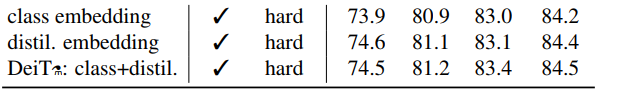 class embedding ✓ hard 73.9 80.9 83.0 84.2
distil. embedding ✓ hard 74.6 81.1 83.1 84.4
DeiT⚗: class+distil. ✓ hard 74.5 81.2 83.4 84.5